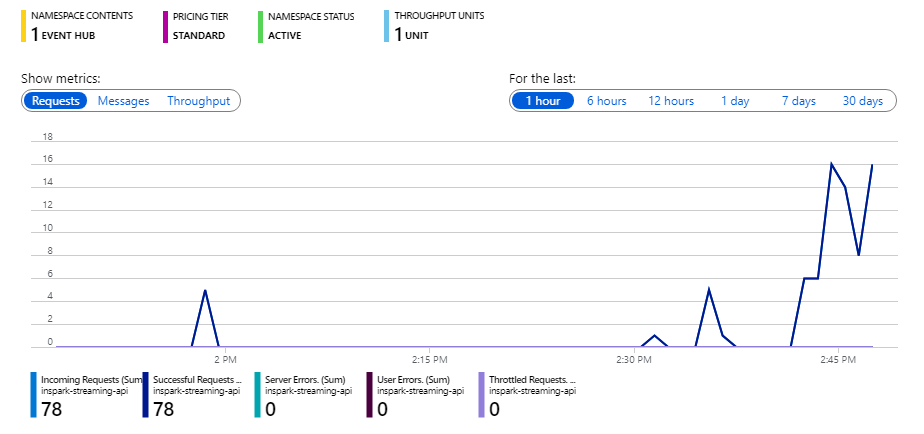 NAMESPACE CONTENTS
1 EVENT HUB
PRICING TIER
STANDARD
NAMESPACE STATUS
ACTIVE
THROUGHPUT UNITS
1 UNIT
Show metrics:
Requests Messages Throughput
For the last:
1 hour 6 hours 12 hours 1 day 7 days 30 days
18
16
14
12
10
8
6
4
2
0
2 PM 2:15 PM 2:30 PM 2:45 PM
Incoming Requests (Sum
inspark-streaming-api
78
Successful Requests ...
inspark-streaming-api
78
Server Errors. (Sum)
inspark-streaming-api
0
User Errors. (Sum)
inspark-streaming-api
0
Throttled Requests. ...
inspark-streaming-api
0